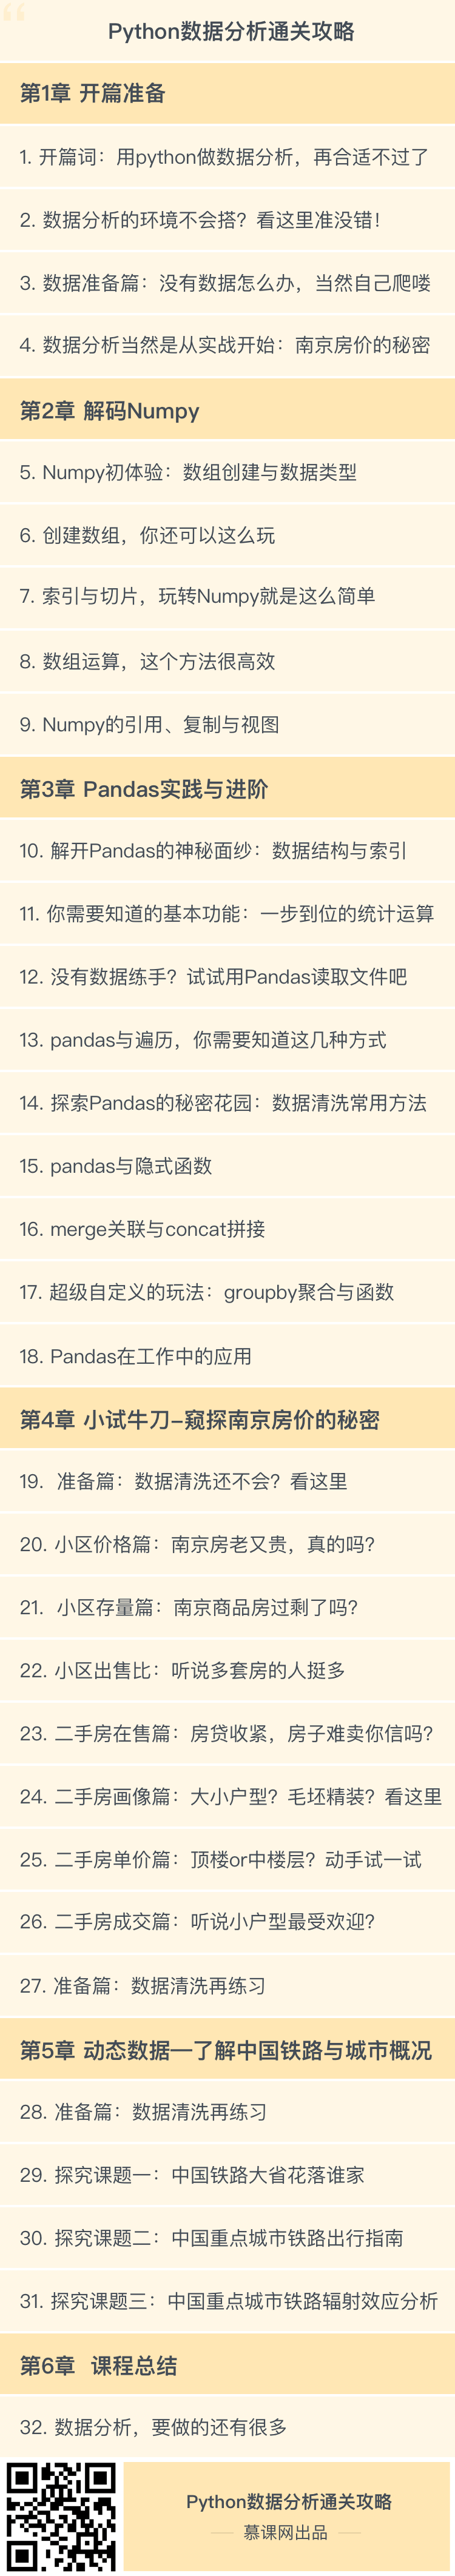 Python数据分析通关攻略
第1章 开篇准备
1. 开篇词：用python做数据分析，再合适不过了
2. 数据分析的环境不会搭？看这里准没错！
3. 数据准备篇：没有数据怎么办，当然自己爬喽
4. 数据分析当然是从实战开始：南京房价的秘密
第2章 解码Numpy
5. Numpy初体验：数组创建与数据类型
6. 创建数组，你还可以这么玩
7. 索引与切片，玩转Numpy就是这么简单
8. 数组运算，这个方法很高效
9. Numpy的引用、复制与视图
第3章 Pandas实践与进阶
10. 解开Pandas的神秘面纱：数据结构与索引
11. 你需要知道的基本功能：一步到位的统计运算
12. 没有数据练手？试试用Pandas读取文件吧
13. pandas与遍历，你需要知道这几种方式
14. 探索Pandas的秘密花园：数据清洗常用方法
15. pandas与隐式函数
16. merge关联与concat拼接
17. 超级自定义的玩法：groupby聚合与函数
18. Pandas在工作中的应用
第4章 小试牛刀-窥探南京房价的秘密
19. 准备篇：数据清洗还不会？看这里
20. 小区价格篇：南京房老又贵，真的吗？
21. 小区存量篇：南京商品房过剩了吗？
22. 小区出售比：听说多套房的人挺多
23. 二手房在售篇：房贷收紧，房子难卖你信吗？
24. 二手房画像篇：大小户型？毛坯精装？看这里
25. 二手房单价篇：顶楼or中楼层？动手试一试
26. 二手房成交篇：听说小户型最受欢迎？
27. 准备篇：数据清洗再练习
第5章 动态数据—了解中国铁路与城市概况
28. 准备篇：数据清洗再练习
29. 探究课题一：中国铁路大省花落谁家
30. 探究课题二：中国重点城市铁路出行指南
31. 探究课题三：中国重点城市铁路辐射效应分析
第6章 课程总结
32. 数据分析，要做的还有很多
Python数据分析通关攻略
慕课网出品